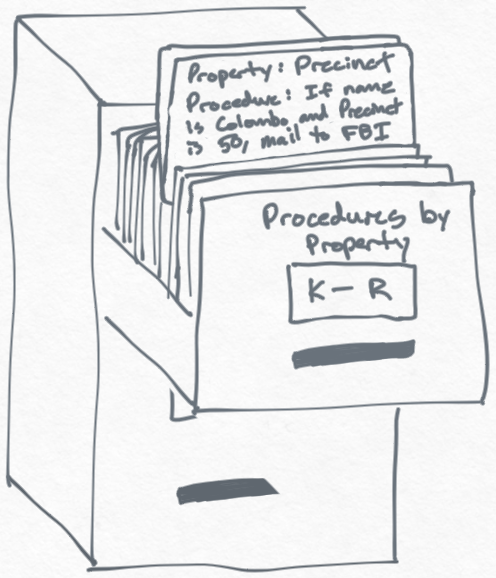 Property: Precinct
Procedure: If name
is Colombo and Precinct
is 50, mail to FBI
Procedures by
Property
K - R